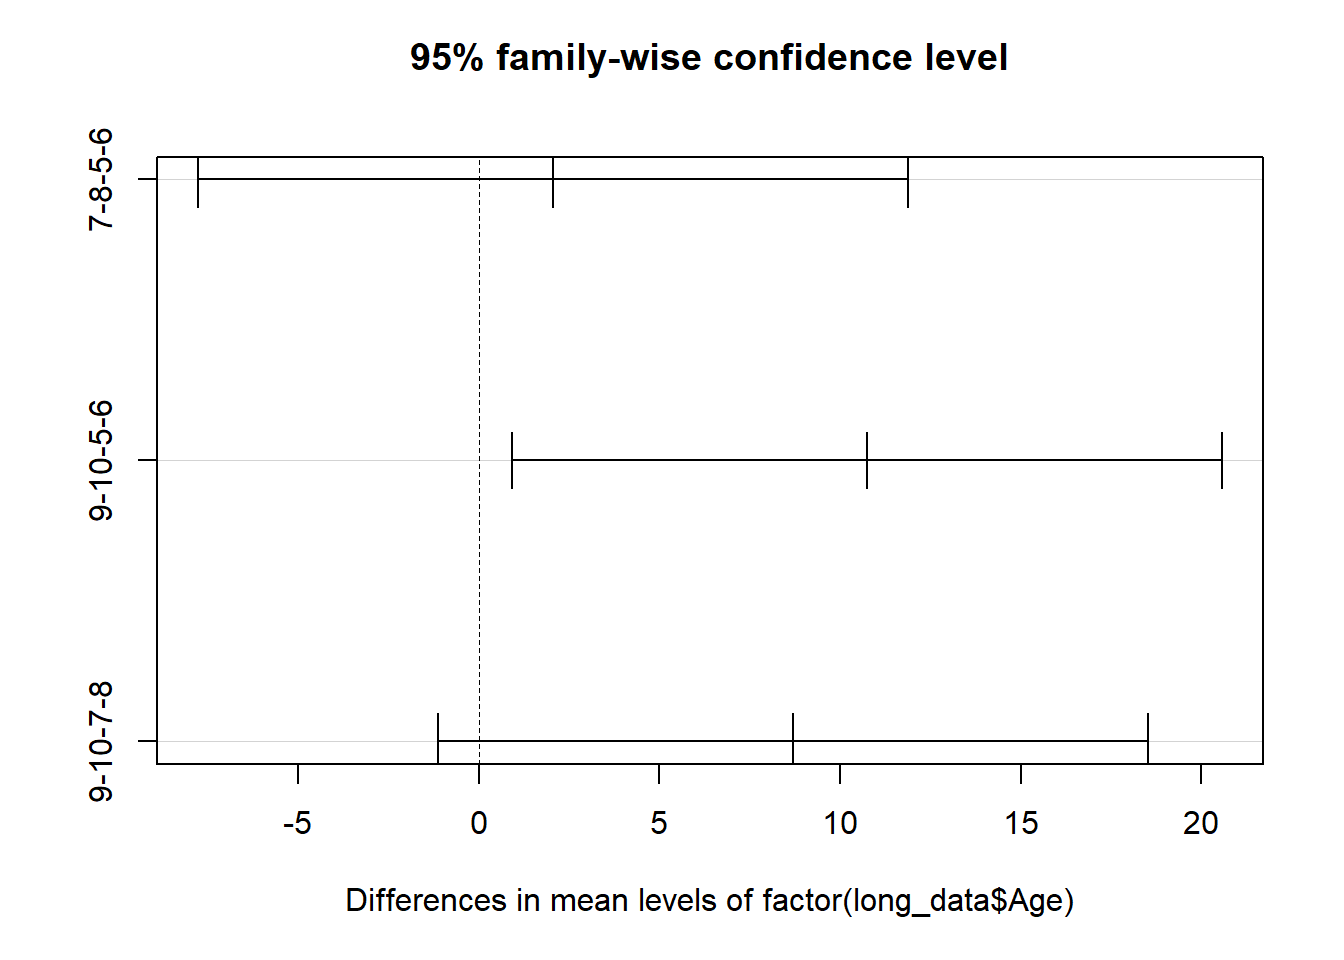 95% family-wise confidence level
7-8-5-6
9-10-5-6
9-10-7-8
-5 0 5 10 15 20
Differences in mean levels of factor(long_data$Age)